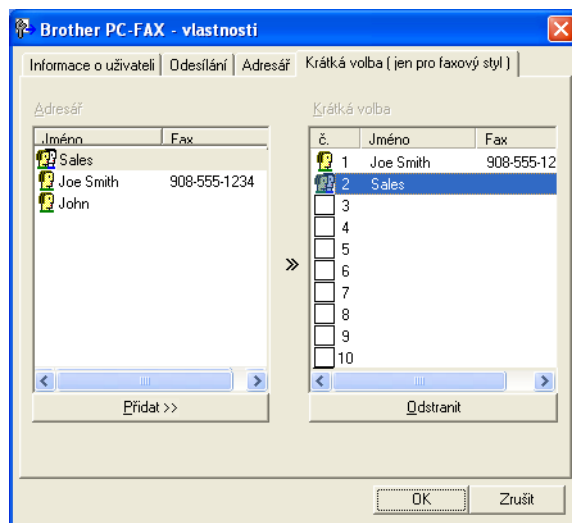 Brother PC-FAX - vlastnosti
Informace o uživateli Odesílání Adresář Krátká volba ( jen pro faxový styl )
Adresář
Jméno Fax
Sales
Joe Smith 908-555-1234
John
Přidat >>
»
Krátká volba
č. Jméno Fax
1 Joe Smith 908-555-12
2 Sales
3
4
5
6
7
8
9
10
Odstranit
OK Zrušit